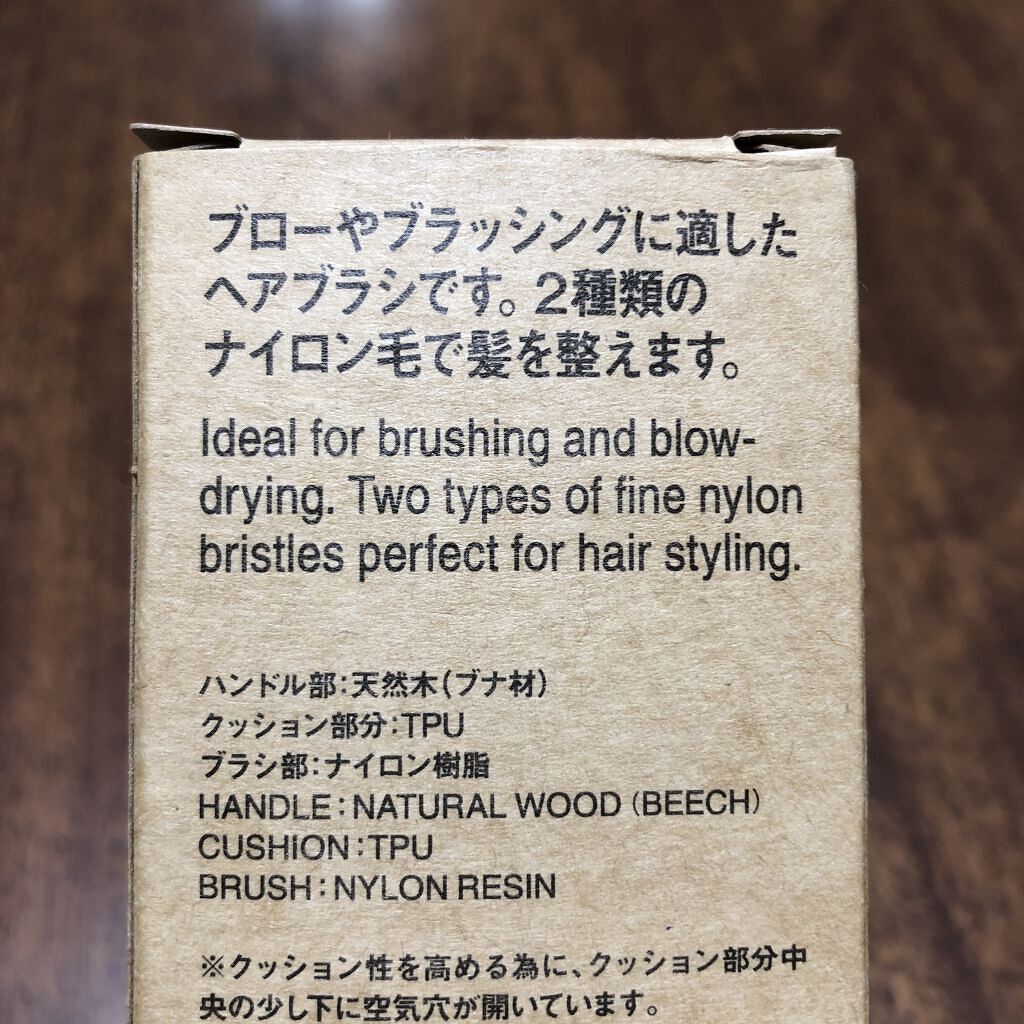 ブローやブラッシングに適した
ヘアブラシです。2種類の
ナイロン毛で髪を整えます。
Ideal for brushing and blow-
drying. Two types of fine nylon
bristles perfect for hair styling.
ハンドル部:天然木(ブナ材)
クッション部分:TPU
ブラシ部:ナイロン樹脂
HANDLE:NATURAL WOOD (BEECH)
CUSHION:TPU
BRUSH:NYLON RESIN
※クッション性を高める為に、クッション部分中
央の少し下に空気穴が開いています。